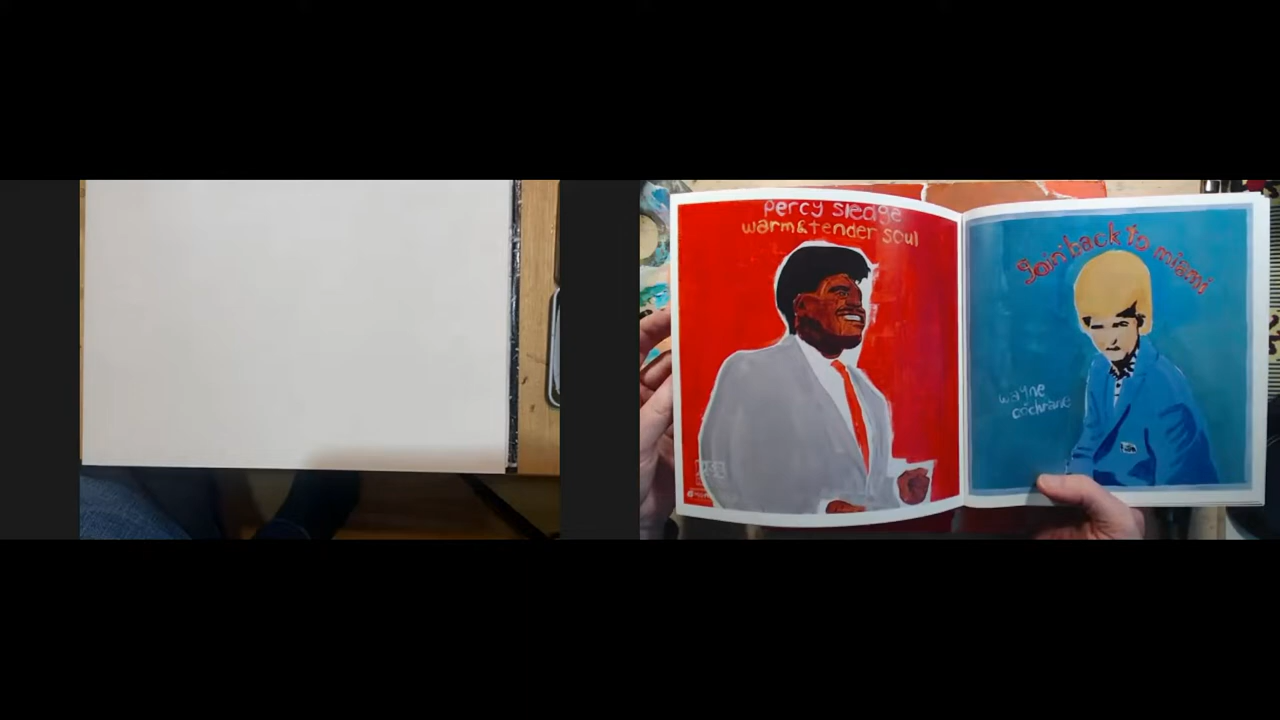 percy sledge
warm&tender soul
goin' back to miami
wayne
cochrane